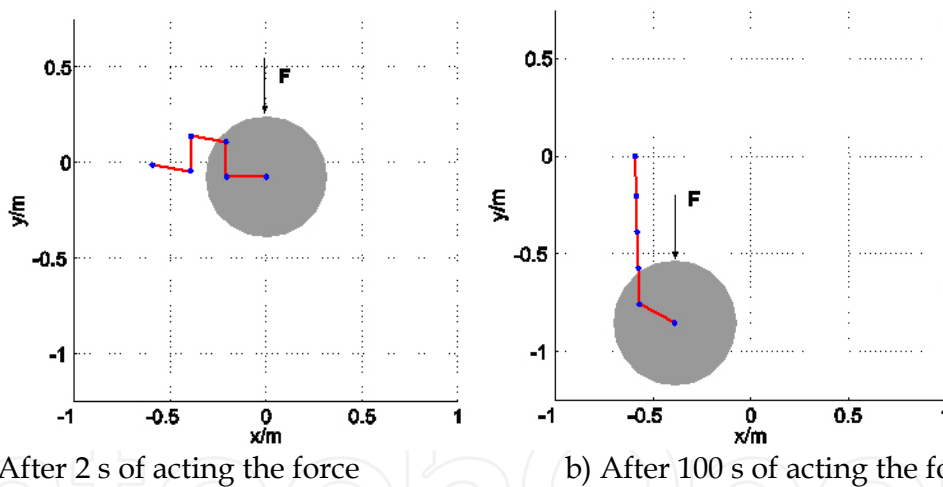 0.5
F
0
y/m
-0.5
-1
-1 -0.5 0 0.5 1
x/m
0.5
0
F
y/m
-0.5
-1
-1 -0.5 0 0.5
x/m
After 2 s of acting the force b) After 100 s of acting the fo